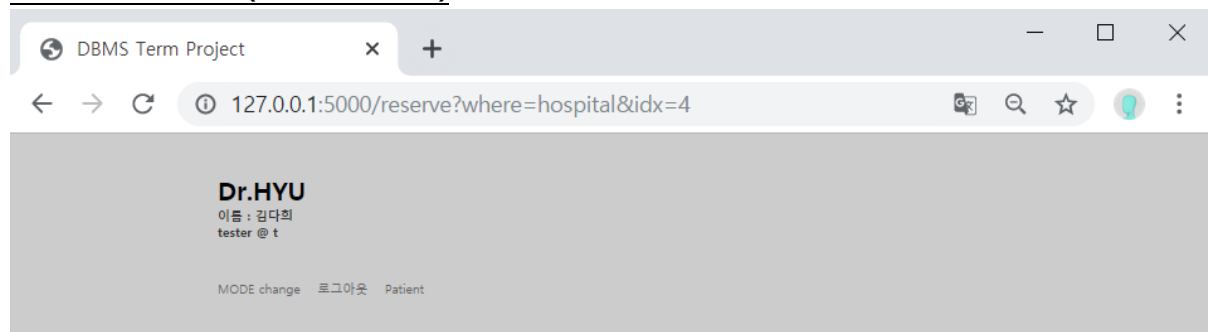 DBMS Term Project
127.0.0.1:5000/reserve?where=hospital&idx=4
Dr.HYU
이름 : 김다희
tester @ t
MODE change 로그아웃 Patient